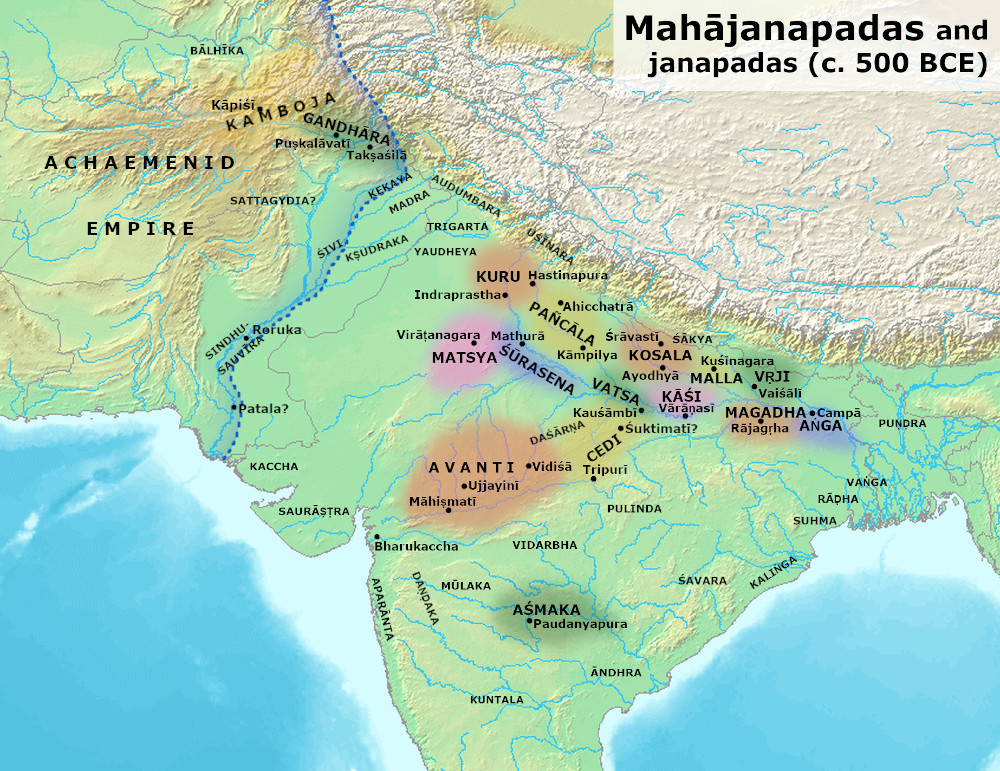 Mahājanapadas and
janapadas (c. 500 BCE)
BĀLHĪKA
Kāpiśi
KAMBOJA
GANDHĀRA
Puṣkalāvatī
Takṣaśilā
ACHAEMENID
EMPIRE
SATTAGYDIA?
KEKAYA
MADRA
AUDUMBARA
TRIGARTA
YAUDHEYA
UŚĪNARA
ŚIVI
KṢUDRAKA
KURU
Hastinapura
Indraprastha
Ahicchatrā
PAÑCĀLA
Kāmpilya
Roruka
SINDHU-
SAUVĪRA
Virāṭanagara
MATSYA
Mathurā
ŚŪRASENA
Śrāvastī
ŚĀKYA
KOSALA
Ayodhyā
Kuśinagara
MALLA
VṚJI
Vaiśālī
VATSA
Kauśāmbī
KĀŚI
Vārāṇasī
Patala?
MAGADHA
Rājagṛha
Campā
AṄGA
PUṆḌRA
DAŚĀRṆA
CEDI
Śuktimatī?
Tripurī
AVANTI
Vidiśā
Ujjayinī
Māhiṣmatī
KACCHA
SAURĀṢṬRA
PULINDA
VAṄGA
RĀḌHA
SUHMA
Bharukaccha
VIDARBHA
APARĀNTA
DAṆḌAKA
MŪLAKA
ŚAVARA
KALIṄGA
AŚMAKA
Paudanyapura
ĀNDHRA
KUNTALA